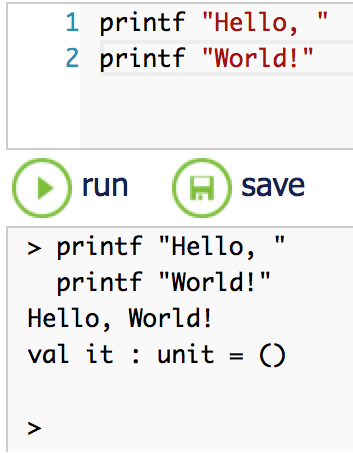 1 printf "Hello, "
2 printf "World!"
run save
> printf "Hello, "
  printf "World!"
Hello, World!
val it : unit = ()
>